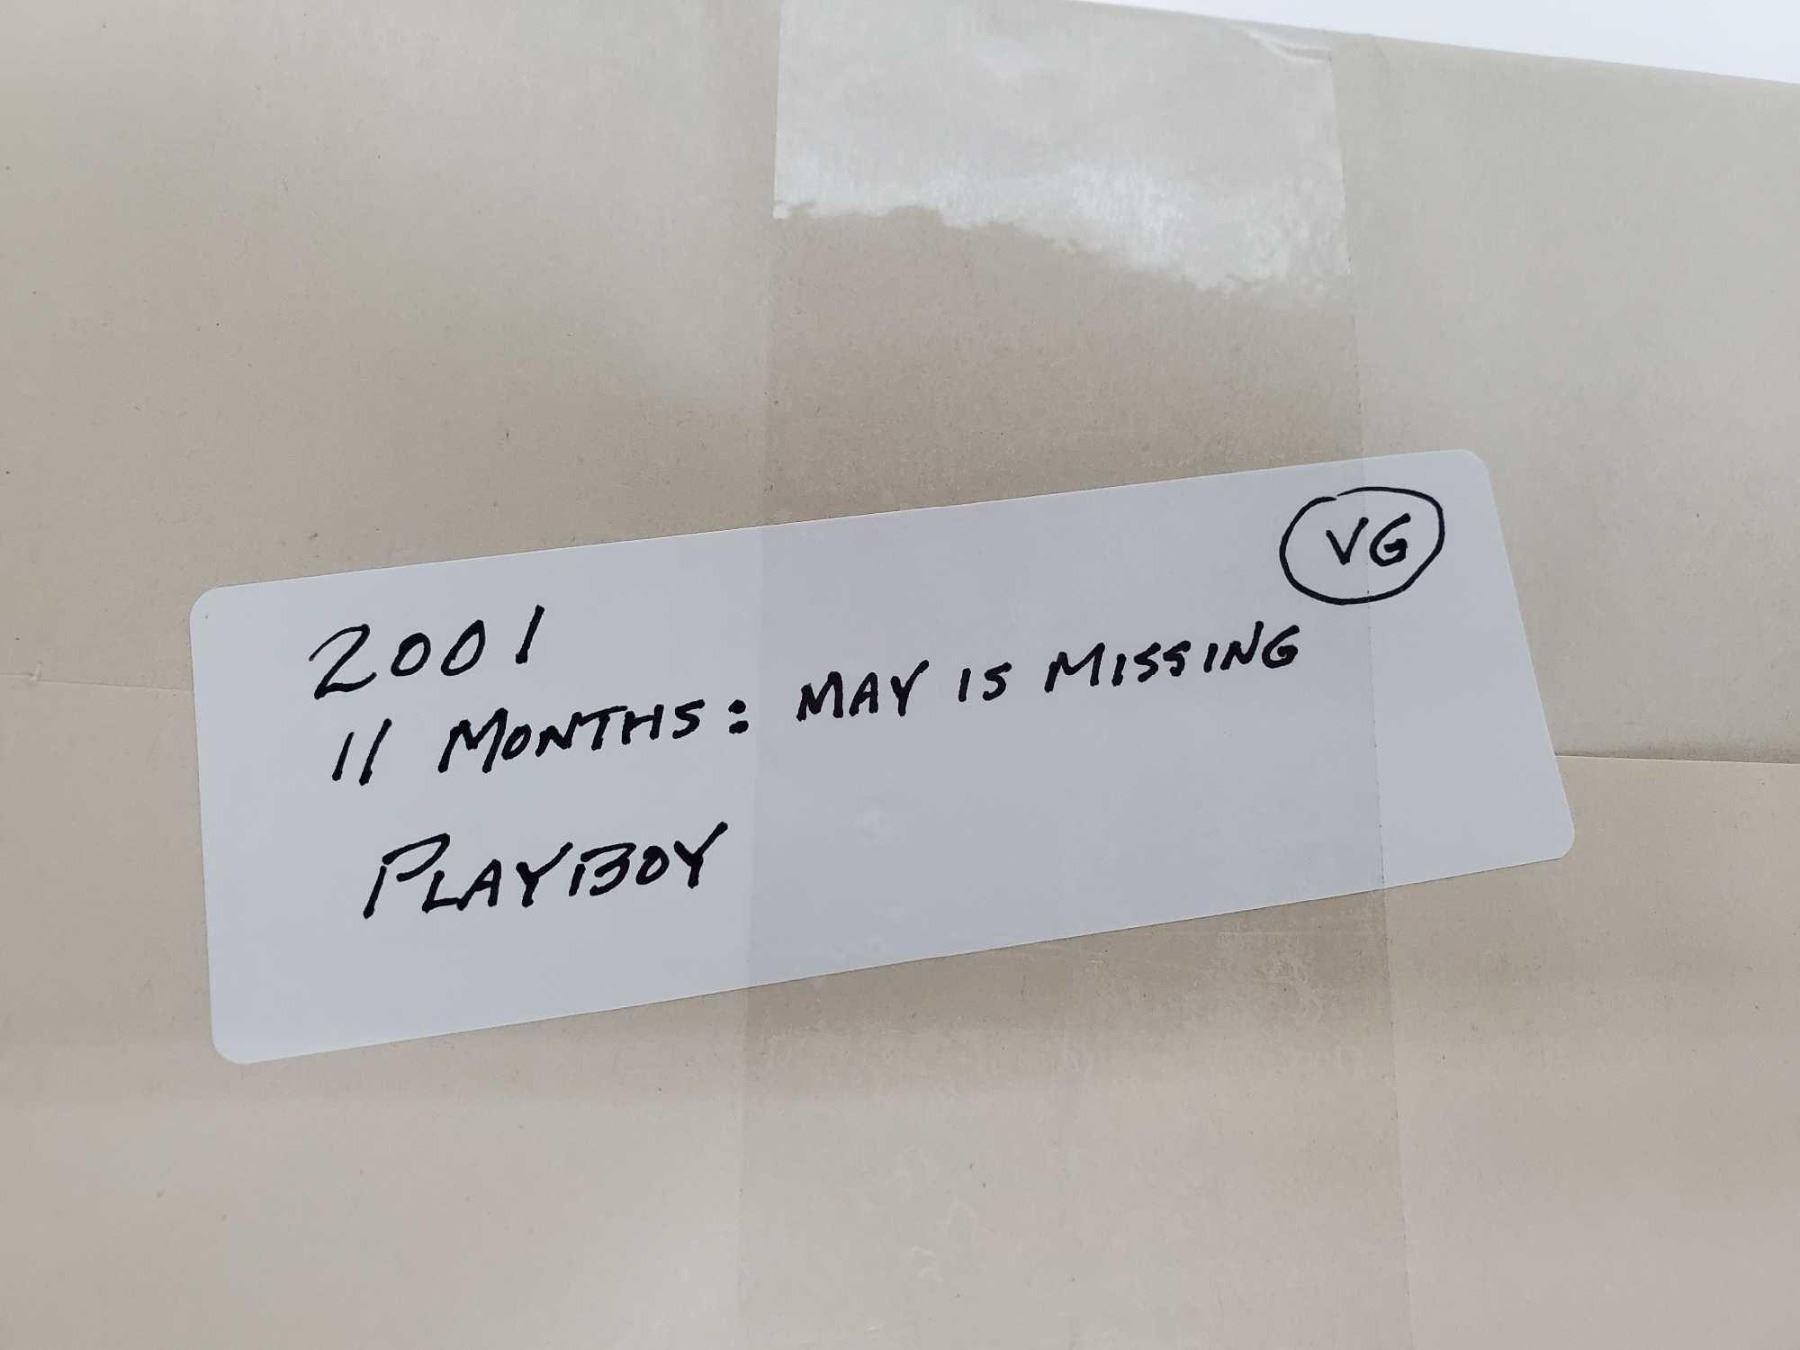 VG
2001
11 MONTHS: MAY IS MISSING
PLAYBOY